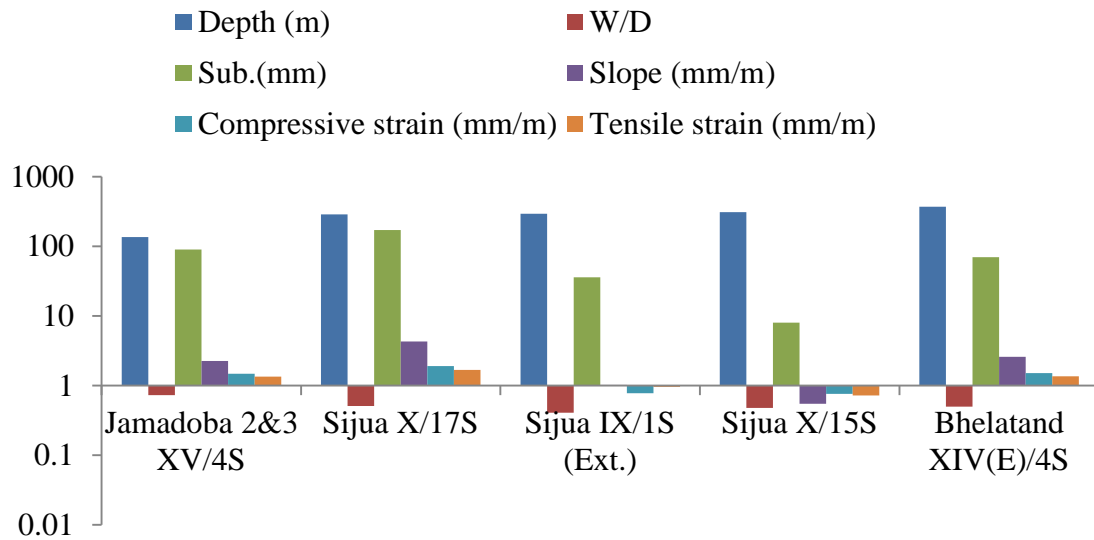 Depth (m) W/D
Sub.(mm) Slope (mm/m)
Compressive strain (mm/m) Tensile strain (mm/m)
1000
100
10
1
0.1
0.01
Jamadoba 2&3
XV/4S
Sijua X/17S
Sijua IX/1S
(Ext.)
Sijua X/15S
Bhelatand
XIV(E)/4S